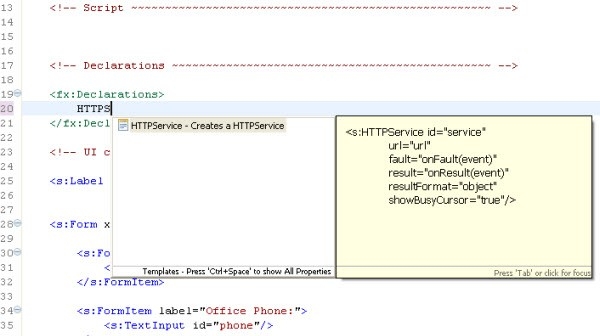 13 <!-- Script ~~~~~~~~~~~~~~~~~~~~~~~~~~~~~~~~~~~~~~~~~~~~~~~~~~~ -->
14
15
16
17 <!-- Declarations ~~~~~~~~~~~~~~~~~~~~~~~~~~~~~~~~~~~~~~~~~~~~~ -->
18
19 <fx:Declarations>
20 HTTPS
HTTPService - Creates a HTTPService
21 </fx:Decl
22
23 <!-- UI c
24
25 <s:Label
26
27
28 <s:Form x
29
30 <s:Fo
31 <
32 </s:FormItem>
33
34 <s:FormItem label="Office Phone:">
35 <s:TextInput id="phone"/>
<s:HTTPService id="service"
url="url"
fault="onFault(event)"
result="onResult(event)"
resultFormat="object"
showBusyCursor="true"/>
Templates - Press 'Ctrl+Space' to show All Properties
Press 'Tab' or click for focus